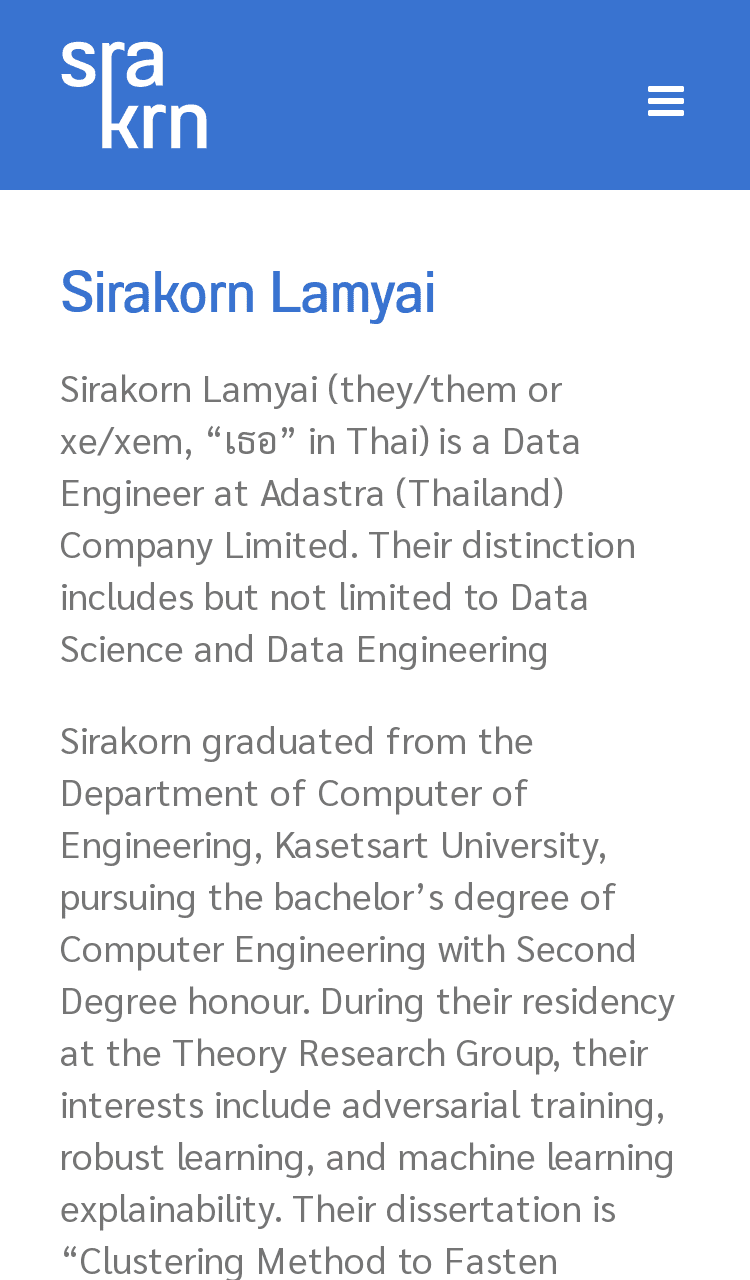 sra
krn
Sirakorn Lamyai
Sirakorn Lamyai (they/them or
xe/xem, “เธอ” in Thai) is a Data
Engineer at Adastra (Thailand)
Company Limited. Their distinction
includes but not limited to Data
Science and Data Engineering
Sirakorn graduated from the
Department of Computer of
Engineering, Kasetsart University,
pursuing the bachelor’s degree of
Computer Engineering with Second
Degree honour. During their residency
at the Theory Research Group, their
interests include adversarial training,
robust learning, and machine learning
explainability. Their dissertation is
“Clustering Method to Fasten